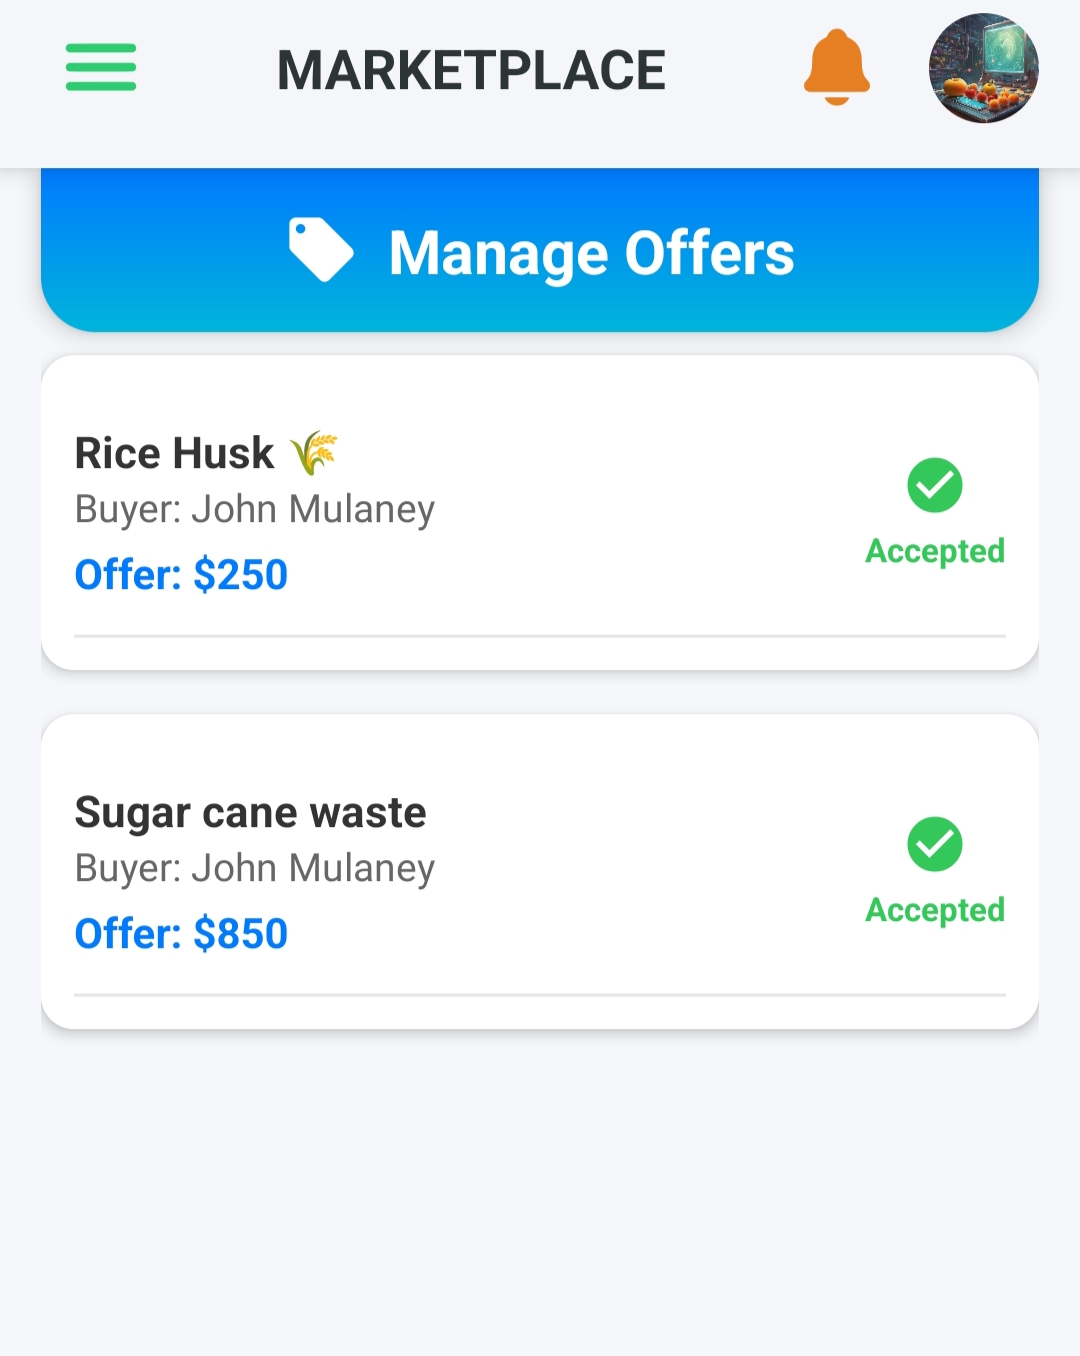 MARKETPLACE
Manage Offers
Rice Husk 🌾
Buyer: John Mulaney
Offer: $250
Accepted
Sugar cane waste
Buyer: John Mulaney
Offer: $850
Accepted